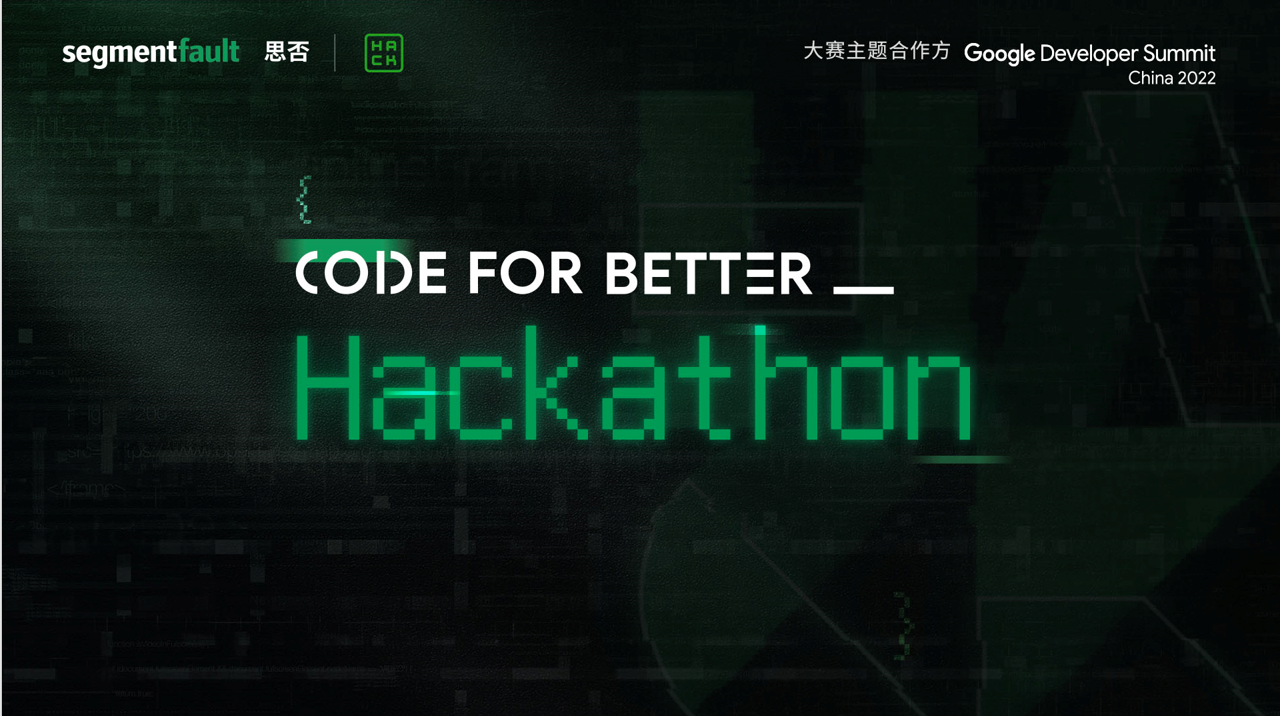 segmentfault 思否 HACK
大赛主题合作方 Google Developer Summit
China 2022
{
CODE FOR BETTER __
Hackathon
}